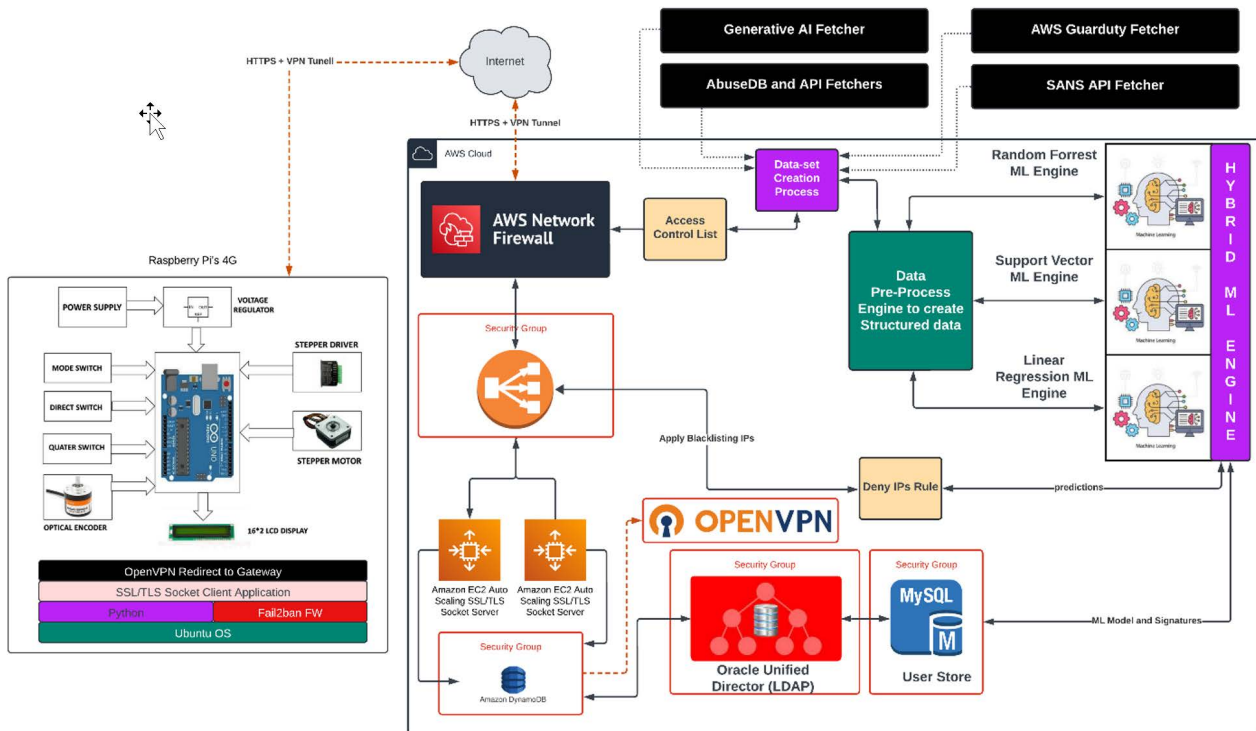 Generative AI Fetcher
AWS Guarduty Fetcher
AbuseDB and API Fetchers
SANS API Fetcher
HTTPS + VPN Tunell
Internet
HTTPS + VPN Tunnel
AWS Cloud
Data-set
Creation
Process
Random Forrest
ML Engine
Machine Learning
HYBRID ML ENGINE
AWS Network
Firewall
Access
Control List
Data
Pre-Process
Engine to create
Structured data
Support Vector
ML Engine
Machine Learning
Linear
Regression ML
Engine
Machine Learning
Raspberry Pi's 4G
POWER SUPPLY
VOLTAGE
REGULATOR
STEPPER DRIVER
MODE SWITCH
DIRECT SWITCH
QUATER SWITCH
UNO
ARDUINO
STEPPER MOTOR
OPTICAL ENCODER
16*2 LCD DISPLAY
OpenVPN Redirect to Gateway
SSL/TLS Socket Client Application
Python
Fail2ban FW
Ubuntu OS
Security Group
Apply Blacklisting IPs
Deny IPs Rule
predictions
OPENVPN
Amazon EC2 Auto
Scaling SSL/TLS
Socket Server
Amazon EC2 Auto
Scaling SSL/TLS
Socket Server
Security Group
Amazon DynamoDB
Security Group
Oracle Unified
Director (LDAP)
Security Group
MySQL
M
User Store
ML Model and Signatures